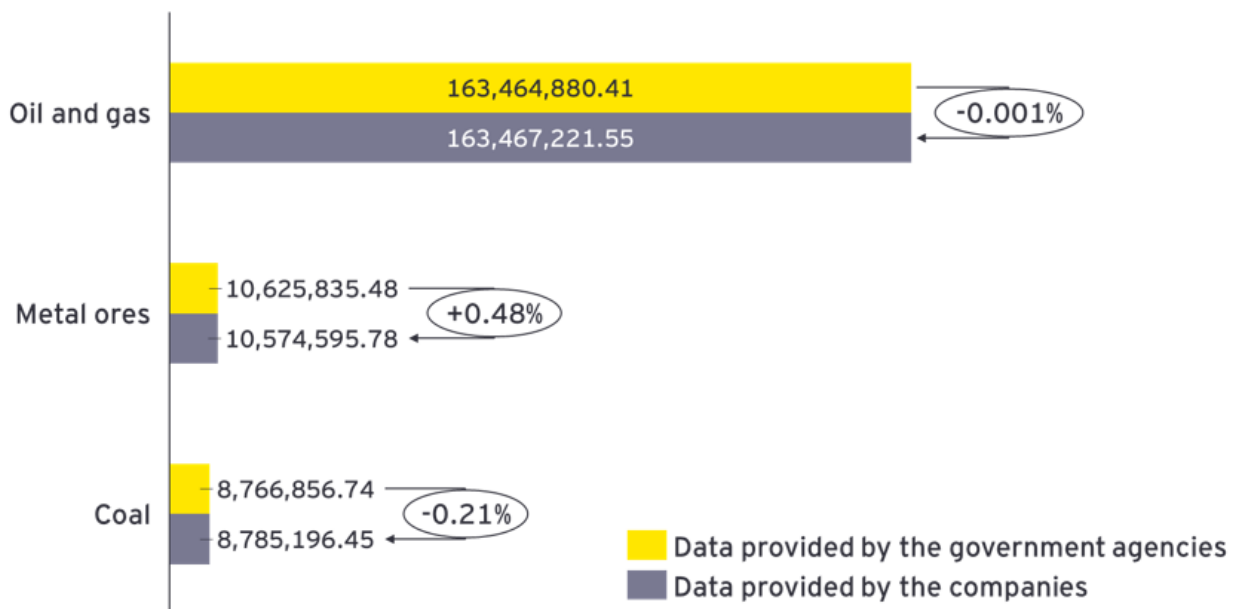 163,464,880.41
Oil and gas
-0.001%
163,467,221.55
10,625,835.48
Metal ores
+0.48%
10,574,595.78
8,766,856.74
Coal
-0.21%
8,785,196.45
Data provided by the government agencies
Data provided by the companies